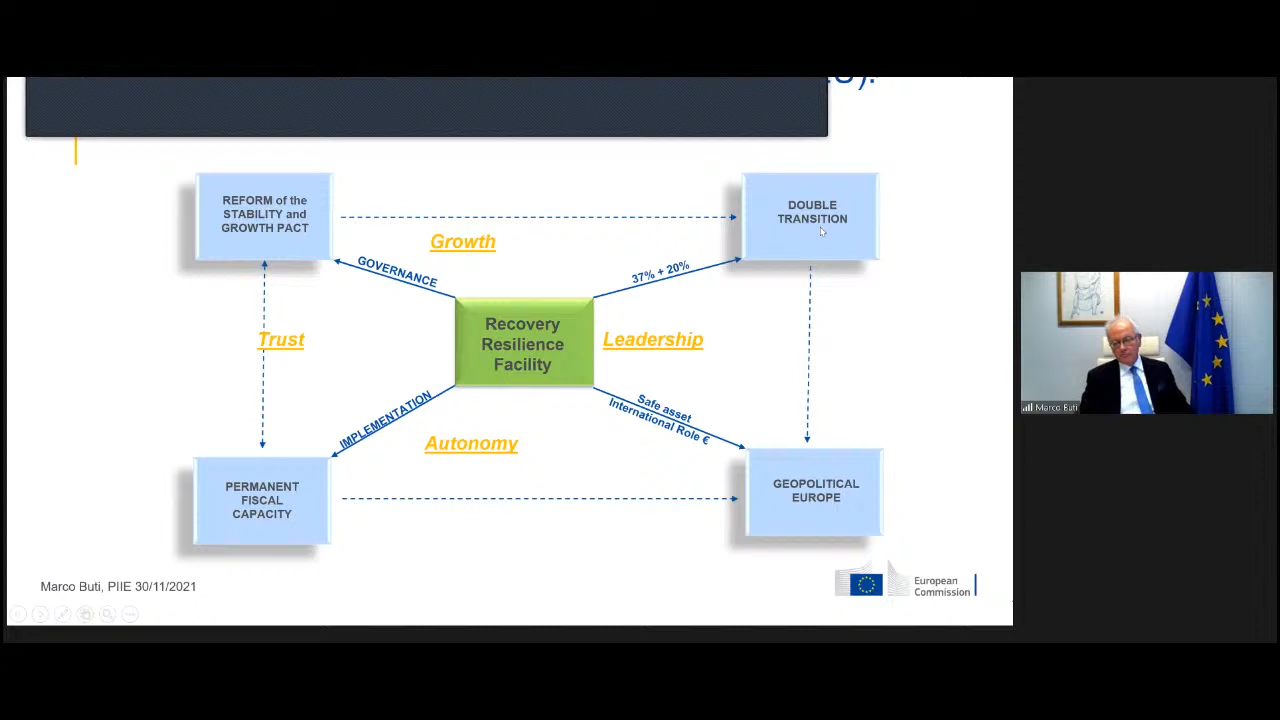 REFORM of the
STABILITY and
GROWTH PACT
DOUBLE
TRANSITION
Growth
GOVERNANCE
37% + 20%
Recovery
Resilience
Facility
Trust
Leadership
IMPLEMENTATION
Safe asset
International Role €
Autonomy
PERMANENT
FISCAL
CAPACITY
GEOPOLITICAL
EUROPE
Marco Buti, PIIE 30/11/2021
European
Commission
Marco Buti